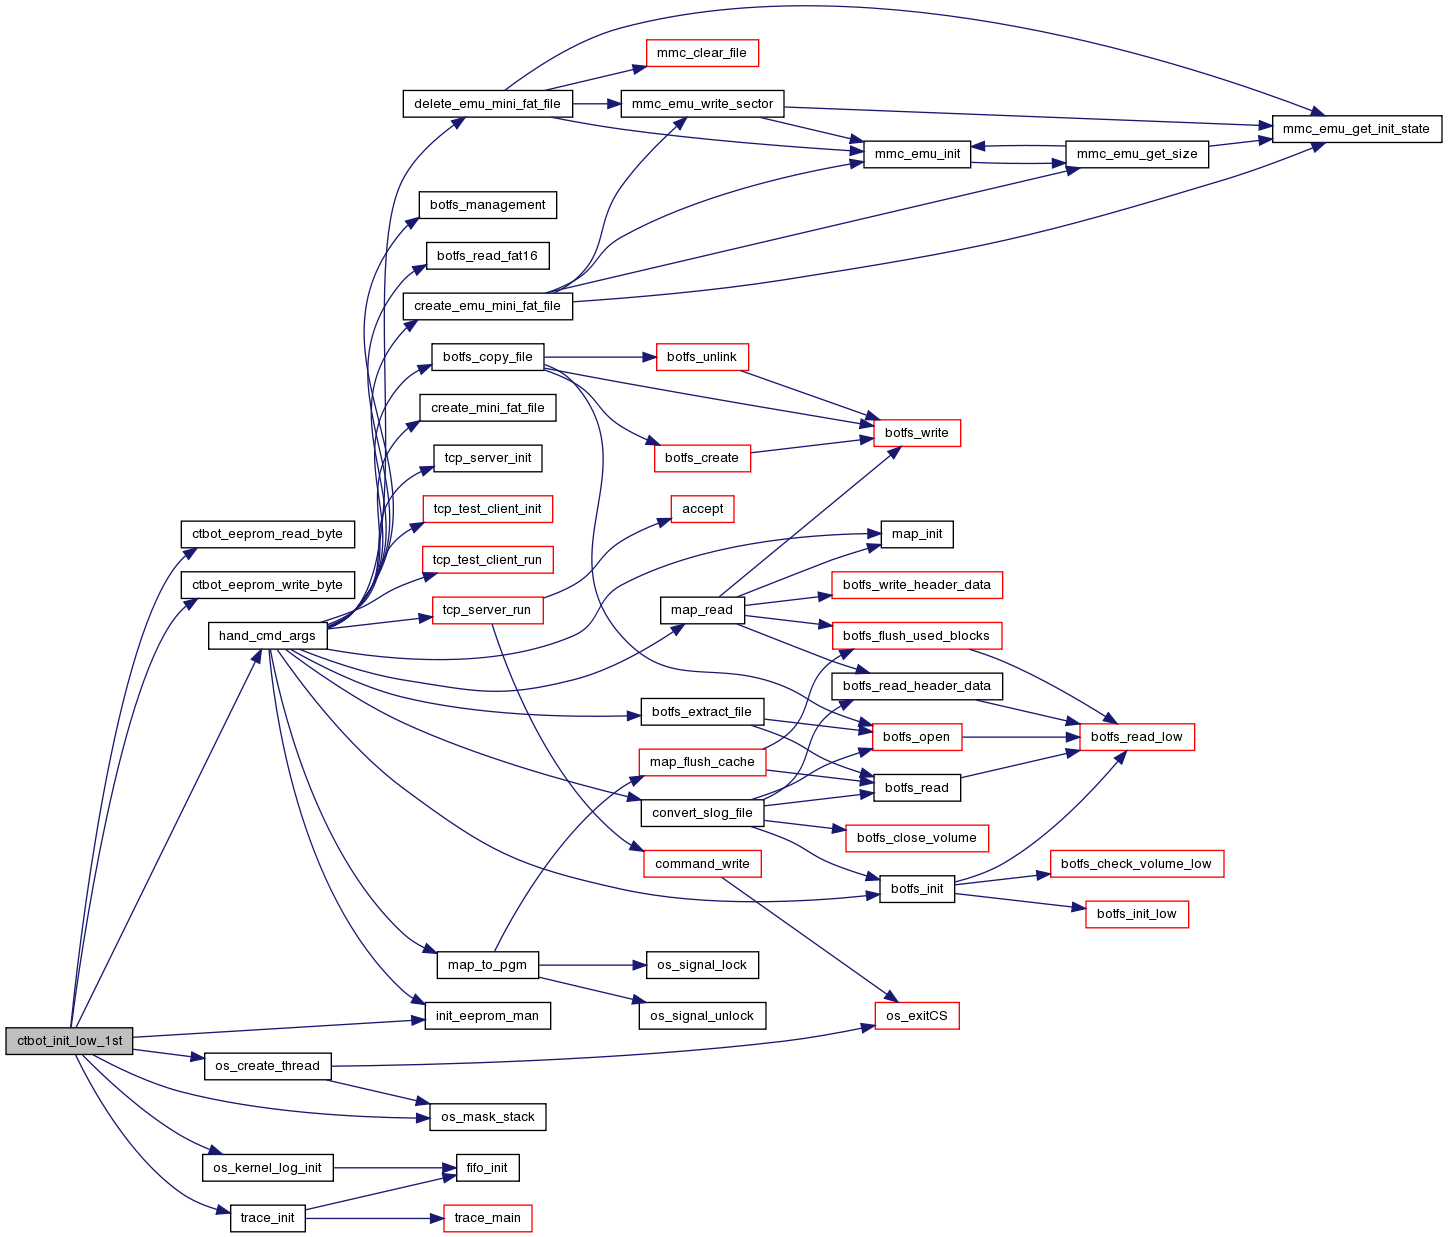 mmc_clear_file
delete_emu_mini_fat_file
mmc_emu_write_sector
mmc_emu_get_init_state
mmc_emu_init
mmc_emu_get_size
botfs_management
botfs_read_fat16
create_emu_mini_fat_file
botfs_copy_file
botfs_unlink
create_mini_fat_file
botfs_write
tcp_server_init
botfs_create
tcp_test_client_init
accept
ctbot_eeprom_read_byte
map_init
tcp_test_client_run
ctbot_eeprom_write_byte
botfs_write_header_data
tcp_server_run
map_read
hand_cmd_args
botfs_flush_used_blocks
botfs_read_header_data
botfs_extract_file
botfs_open
botfs_read_low
map_flush_cache
botfs_read
convert_slog_file
botfs_close_volume
command_write
botfs_check_volume_low
botfs_init
botfs_init_low
map_to_pgm
os_signal_lock
init_eeprom_man
os_signal_unlock
os_exitCS
ctbot_init_low_1st
os_create_thread
os_mask_stack
os_kernel_log_init
fifo_init
trace_init
trace_main